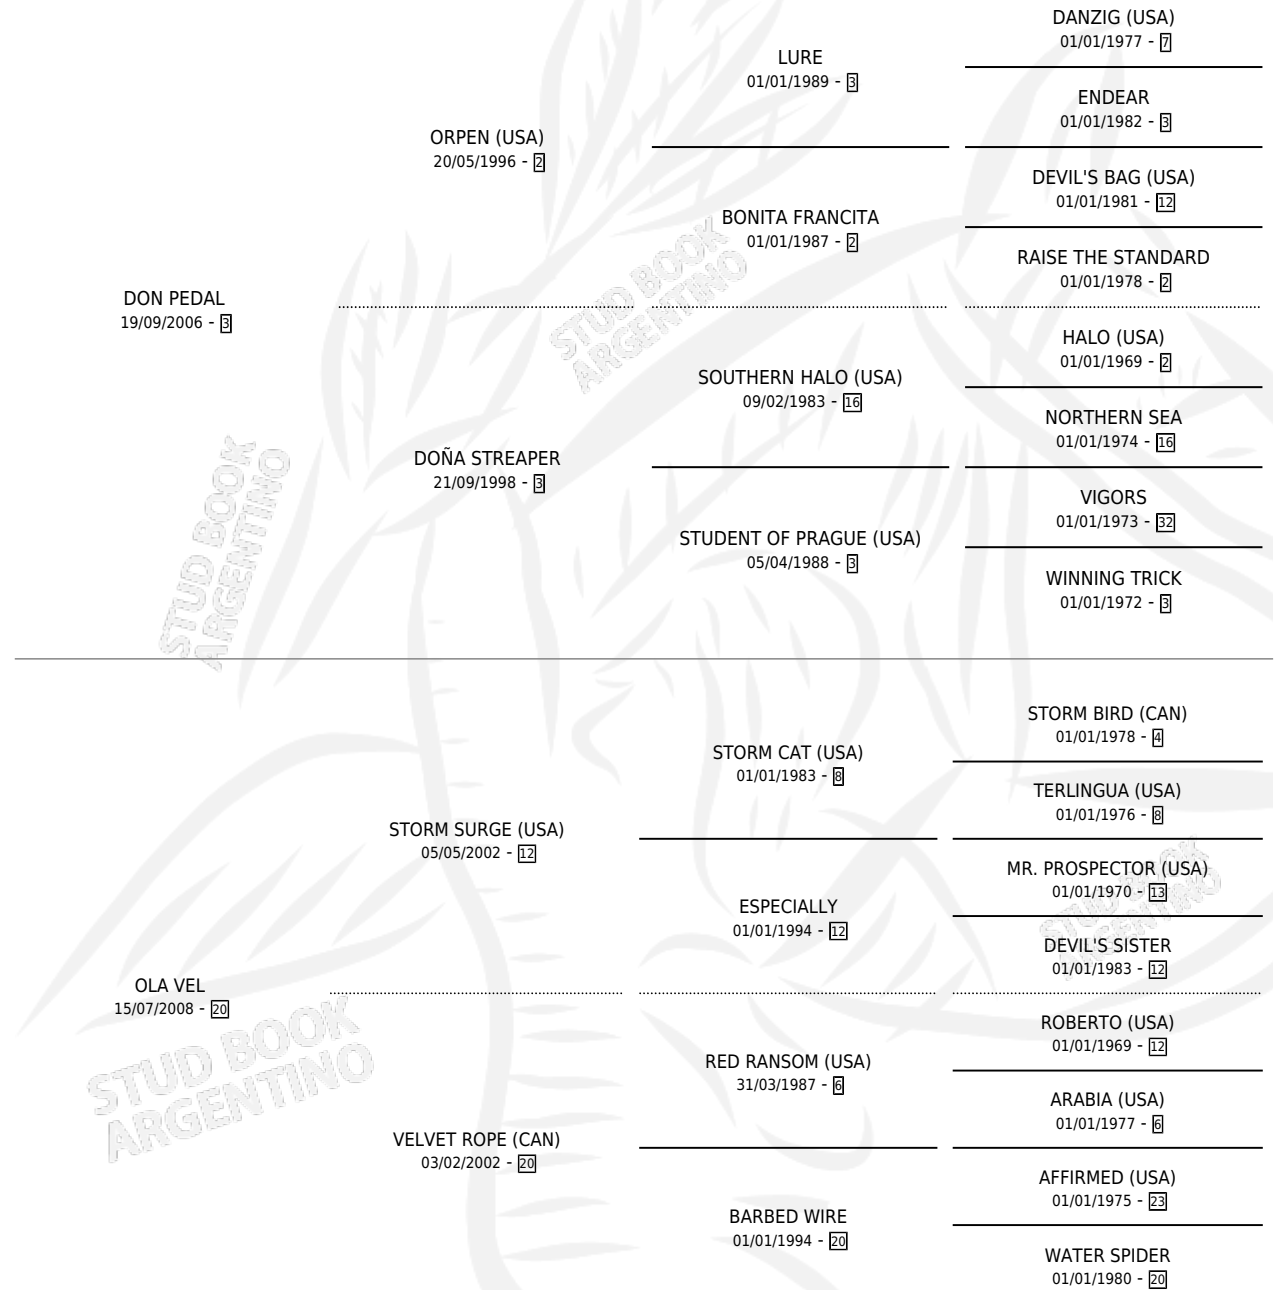 DANZIG (USA)
01/01/1977 - 7
LURE
01/01/1989 - 3
ENDEAR
01/01/1982 - 3
ORPEN (USA)
20/05/1996 - 2
DEVIL'S BAG (USA)
01/01/1981 - 12
BONITA FRANCITA
01/01/1987 - 2
RAISE THE STANDARD
01/01/1978 - 2
DON PEDAL
19/09/2006 - 3
HALO (USA)
01/01/1969 - 2
SOUTHERN HALO (USA)
09/02/1983 - 16
NORTHERN SEA
01/01/1974 - 16
DOÑA STREAPER
21/09/1998 - 3
VIGORS
01/01/1973 - 32
STUDENT OF PRAGUE (USA)
05/04/1988 - 3
WINNING TRICK
01/01/1972 - 3
STUD BOOK
ARGENTINO
STUD BOOK
ARGENTINO
STORM BIRD (CAN)
01/01/1978 - 4
STORM CAT (USA)
01/01/1983 - 8
TERLINGUA (USA)
01/01/1976 - 8
STORM SURGE (USA)
05/05/2002 - 12
MR. PROSPECTOR (USA)
01/01/1970 - 13
ESPECIALLY
01/01/1994 - 12
DEVIL'S SISTER
01/01/1983 - 12
STUD BOOK
ARGENTINO
OLA VEL
15/07/2008 - 20
ROBERTO (USA)
01/01/1969 - 12
RED RANSOM (USA)
31/03/1987 - 6
ARABIA (USA)
01/01/1977 - 6
STUD BOOK
ARGENTINO
VELVET ROPE (CAN)
03/02/2002 - 20
AFFIRMED (USA)
01/01/1975 - 23
BARBED WIRE
01/01/1994 - 20
WATER SPIDER
01/01/1980 - 20